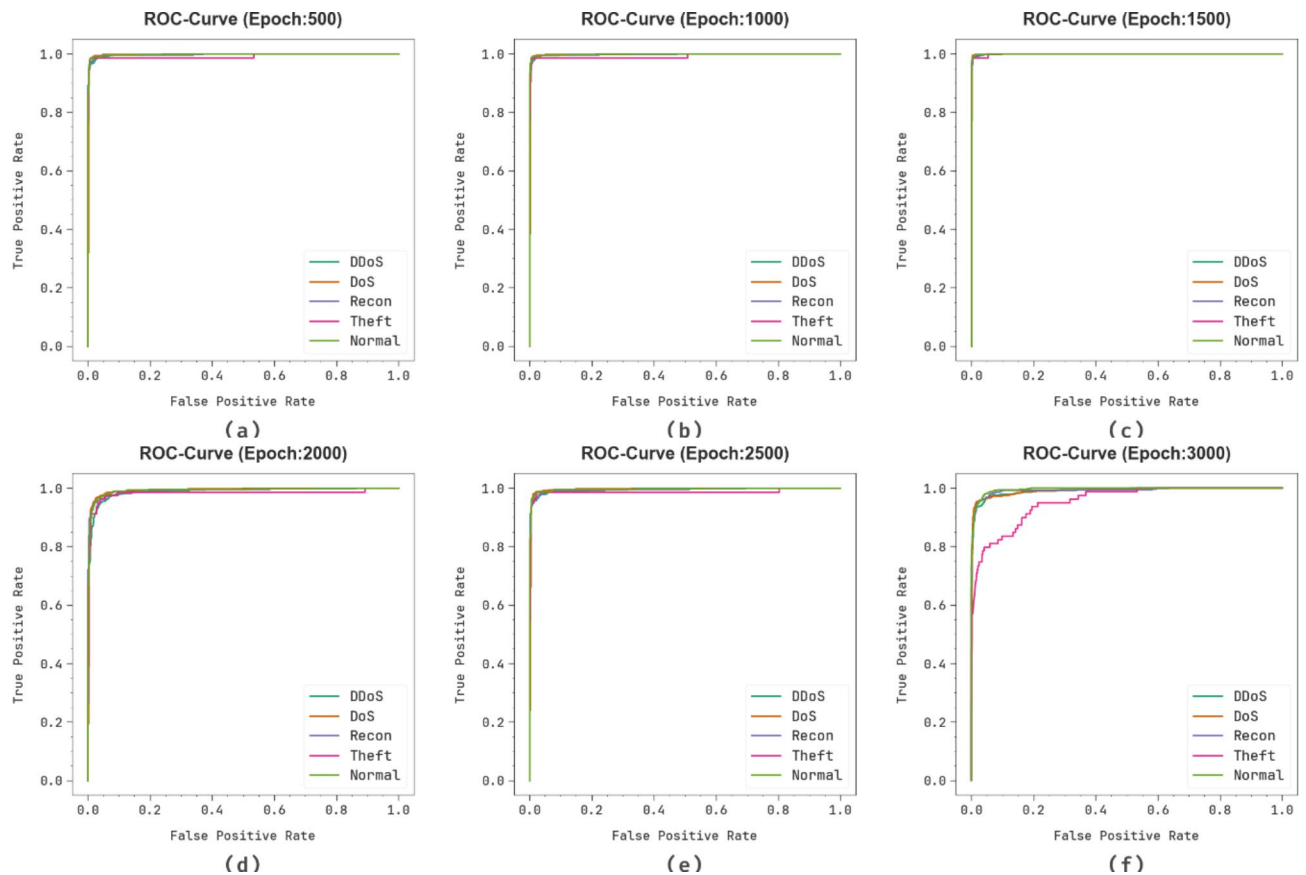 ROC-Curve (Epoch:500)
True Positive Rate
1.0
0.8
0.6
0.4
0.2
0.0
DDoS
DoS
Recon
Theft
Normal
0.0 0.2 0.4 0.6 0.8 1.0
False Positive Rate
(a)
ROC-Curve (Epoch:1000)
True Positive Rate
1.0
0.8
0.6
0.4
0.2
0.0
DDoS
DoS
Recon
Theft
Normal
0.0 0.2 0.4 0.6 0.8 1.0
False Positive Rate
(b)
ROC-Curve (Epoch:1500)
True Positive Rate
1.0
0.8
0.6
0.4
0.2
0.0
DDoS
DoS
Recon
Theft
Normal
0.0 0.2 0.4 0.6 0.8 1.0
False Positive Rate
(c)
ROC-Curve (Epoch:2000)
True Positive Rate
1.0
0.8
0.6
0.4
0.2
0.0
DDoS
DoS
Recon
Theft
Normal
0.0 0.2 0.4 0.6 0.8 1.0
False Positive Rate
(d)
ROC-Curve (Epoch:2500)
True Positive Rate
1.0
0.8
0.6
0.4
0.2
0.0
DDoS
DoS
Recon
Theft
Normal
0.0 0.2 0.4 0.6 0.8 1.0
False Positive Rate
(e)
ROC-Curve (Epoch:3000)
True Positive Rate
1.0
0.8
0.6
0.4
0.2
0.0
DDoS
DoS
Recon
Theft
Normal
0.0 0.2 0.4 0.6 0.8 1.0
False Positive Rate
(f)